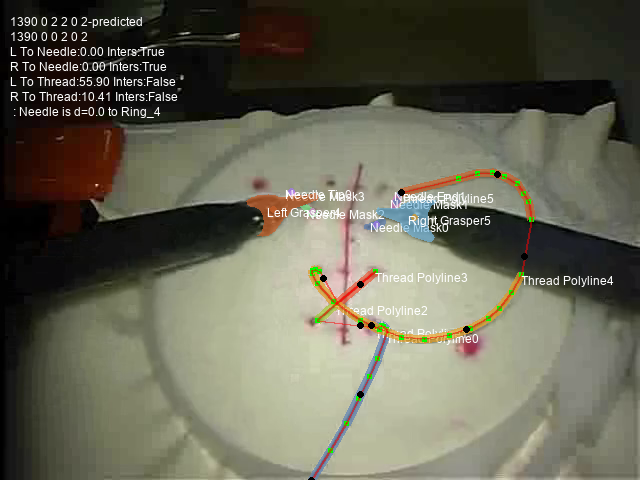 1390 0 2 2 0 2-predicted
1390 0 0 2 0 2
L To Needle:0.00 Inters:True
R To Needle:0.00 Inters:True
L To Thread:55.90 Inters:False
R To Thread:10.41 Inters:False
: Needle is d=0.0 to Ring_4
Needle Tip
Mask3
Needle End
Thread Polyline5
Needle Mask1
Left Grasper
Needle Mask2
Right Grasper5
Needle Mask0
Thread Polyline3
Thread Polyline4
Thread Polyline2
Thread Polyline0